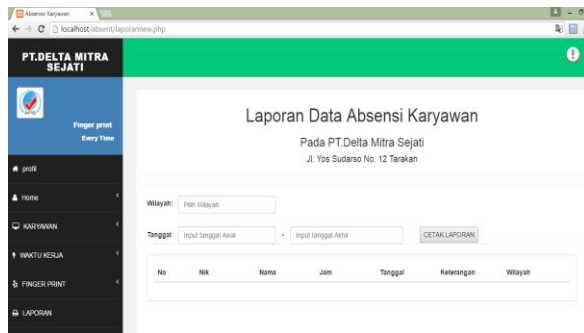 Absensi Karyawan
localhost/absent/laporannew.php
PT.DELTA MITRA
SEJATI
Finger print
Every Time
profil
Home
KARYAWAN
WAKTU KERJA
FINGER PRINT
LAPORAN
Laporan Data Absensi Karyawan
Pada PT.Delta Mitra Sejati
Jl. Yos Sudarso No. 12 Tarakan
Wilayah: Pilih Wilayah
Tanggal Input tanggal Awal - Input tanggal Akhir CETAK LAPORAN
No Nik Nama Jam Tanggal Keterangan Wilayah